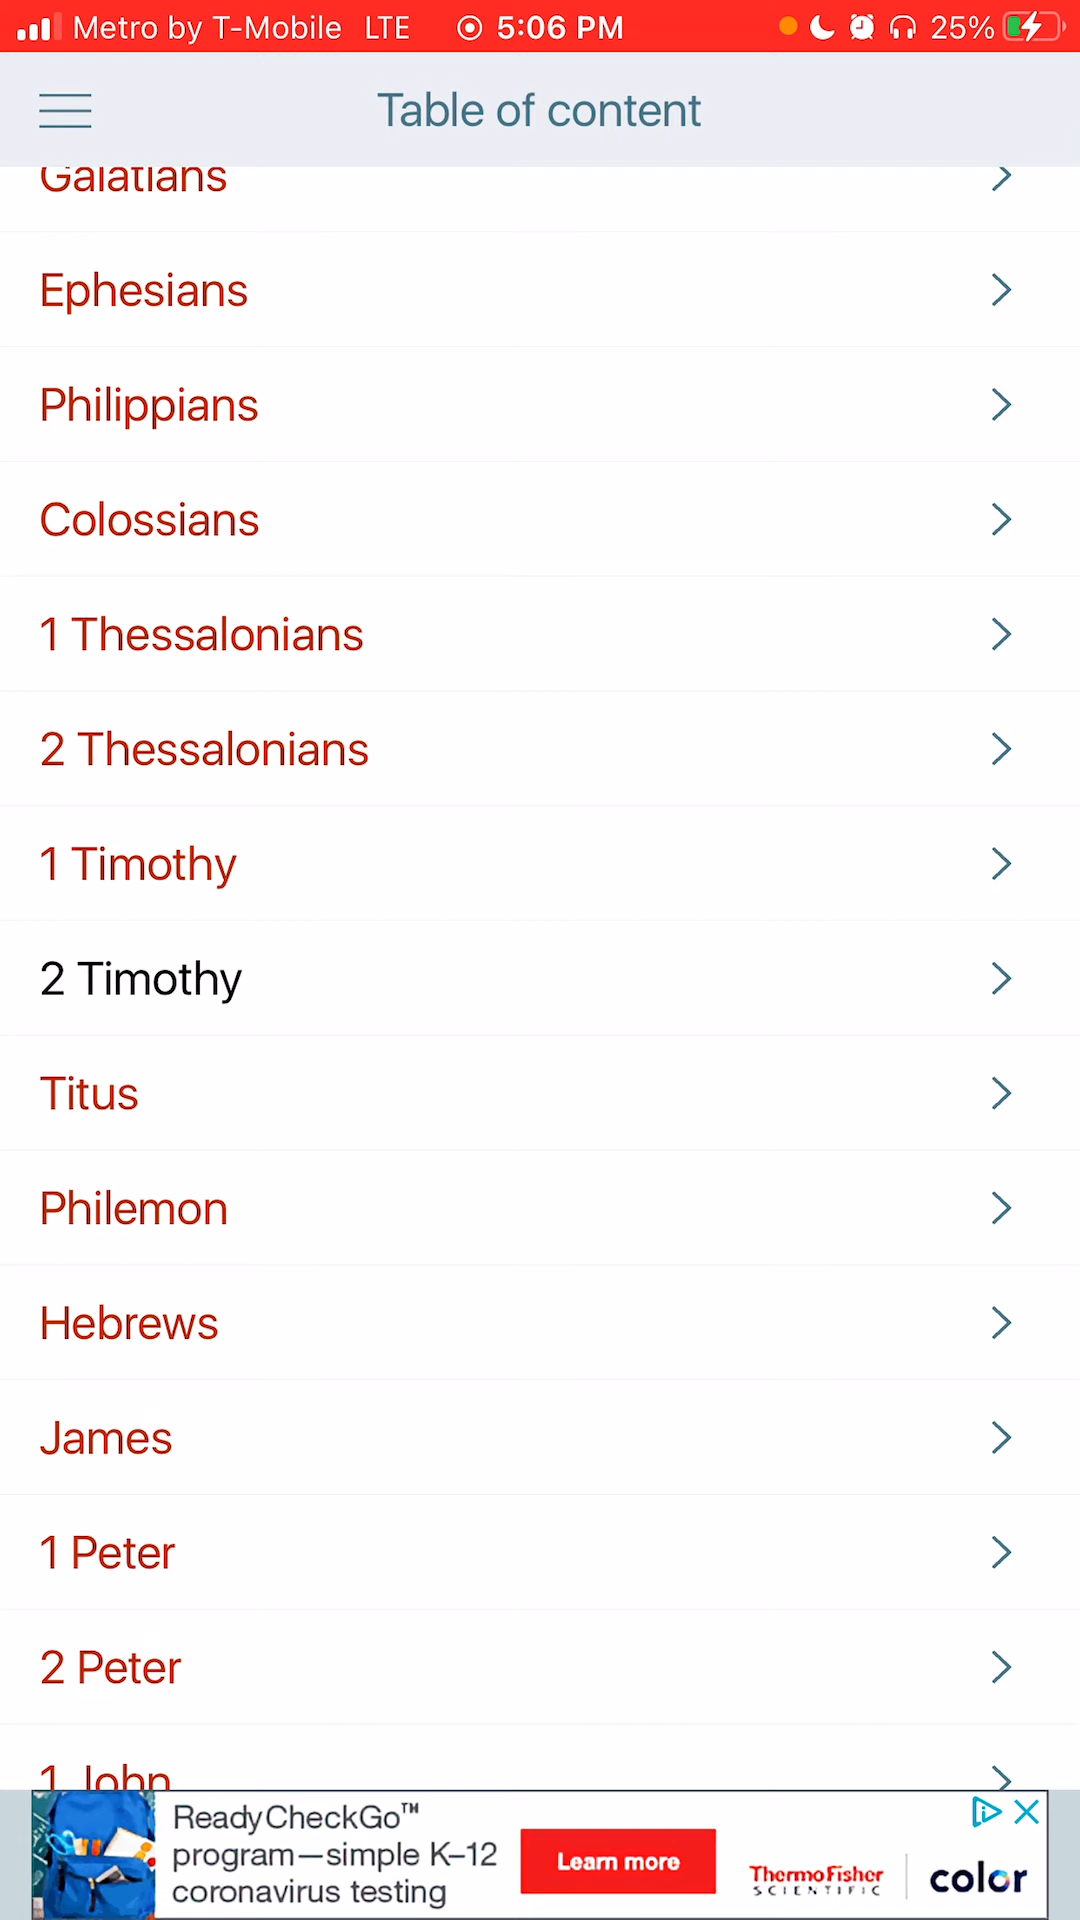 Metro by T-Mobile LTE 5:06 PM 25%
Table of content
Galatians
Ephesians
Philippians
Colossians
1 Thessalonians
2 Thessalonians
1 Timothy
2 Timothy
Titus
Philemon
Hebrews
James
1 Peter
2 Peter
1 John
ReadyCheckGo™
program—simple K–12
coronavirus testing
Learn more
ThermoFisher
SCIENTIFIC
color